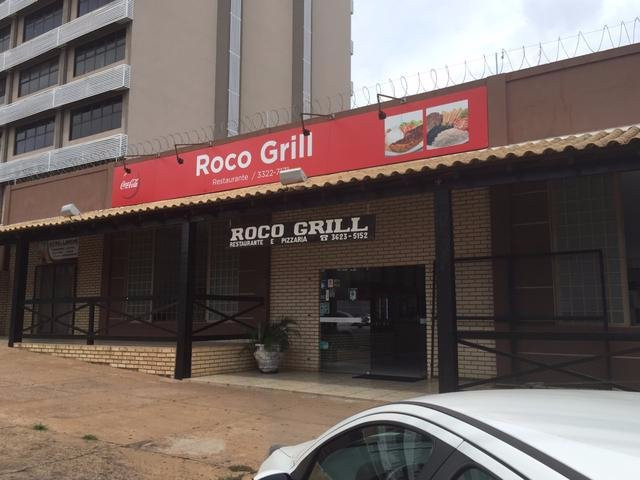 Roco Grill
Coca-Cola
Restaurante / 3322-7
ROCO GRILL
RESTAURANTE E PIZZARIA ☎ 3623-5152